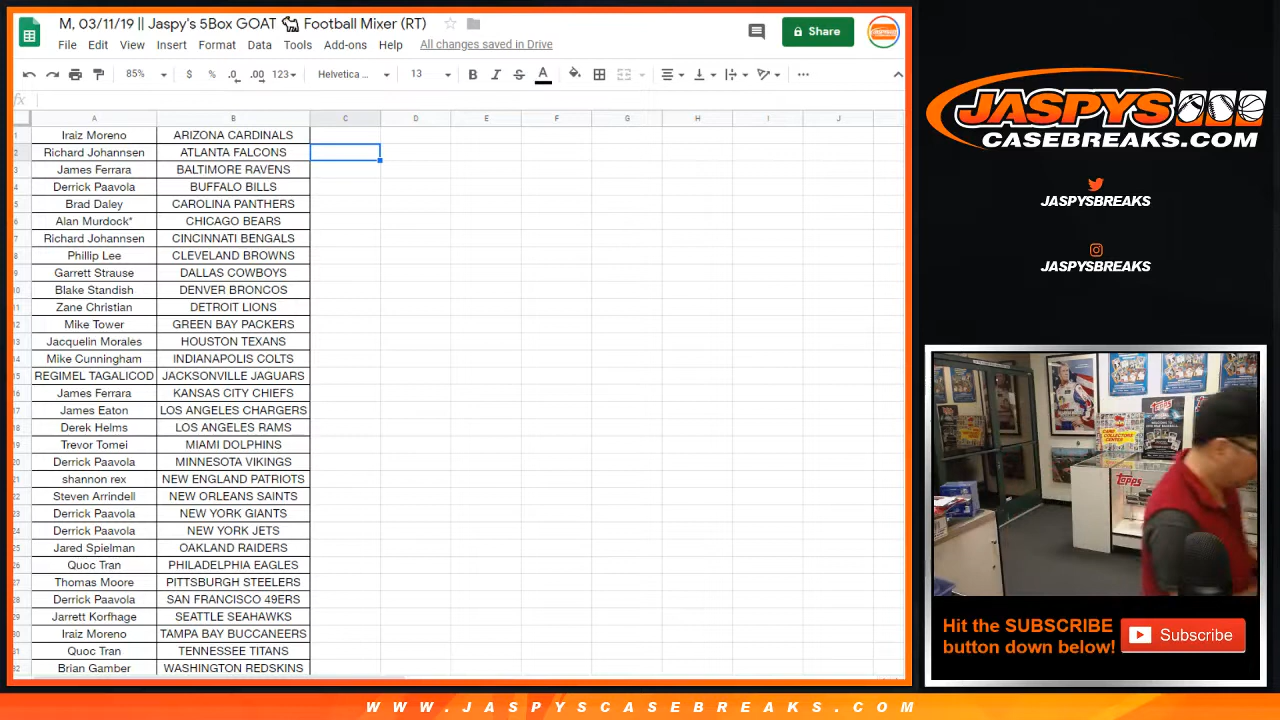 M, 03/11/19 || Jaspy's 5Box GOAT 🐪 Football Mixer (RT)
File Edit View Insert Format Data Tools Add-ons Help All changes saved in Drive
Share
85% $ % .0 .00 123 Helvetica ... 13 B I S A
fx
A B C D E F G H I J
1 Iraiz Moreno ARIZONA CARDINALS
2 Richard Johannsen ATLANTA FALCONS
3 James Ferrara BALTIMORE RAVENS
4 Derrick Paavola BUFFALO BILLS
5 Brad Daley CAROLINA PANTHERS
6 Alan Murdock* CHICAGO BEARS
7 Richard Johannsen CINCINNATI BENGALS
8 Phillip Lee CLEVELAND BROWNS
9 Garrett Strause DALLAS COWBOYS
10 Blake Standish DENVER BRONCOS
11 Zane Christian DETROIT LIONS
12 Mike Tower GREEN BAY PACKERS
13 Jacquelin Morales HOUSTON TEXANS
14 Mike Cunningham INDIANAPOLIS COLTS
15 REGIMEL TAGALICOD JACKSONVILLE JAGUARS
16 James Ferrara KANSAS CITY CHIEFS
17 James Eaton LOS ANGELES CHARGERS
18 Derek Helms LOS ANGELES RAMS
19 Trevor Tomei MIAMI DOLPHINS
20 Derrick Paavola MINNESOTA VIKINGS
21 shannon rex NEW ENGLAND PATRIOTS
22 Steven Arrindell NEW ORLEANS SAINTS
23 Derrick Paavola NEW YORK GIANTS
24 Derrick Paavola NEW YORK JETS
25 Jared Spielman OAKLAND RAIDERS
26 Quoc Tran PHILADELPHIA EAGLES
27 Thomas Moore PITTSBURGH STEELERS
28 Derrick Paavola SAN FRANCISCO 49ERS
29 Jarrett Korfhage SEATTLE SEAHAWKS
30 Iraiz Moreno TAMPA BAY BUCCANEERS
31 Quoc Tran TENNESSEE TITANS
32 Brian Gamber WASHINGTON REDSKINS
JASPYS
CASEBREAKS.COM
JASPYSBREAKS
JASPYSBREAKS
TOPPS
Topps
Hit the SUBSCRIBE
button down below!
Subscribe
WWW.JASPYSCASEBREAKS.COM